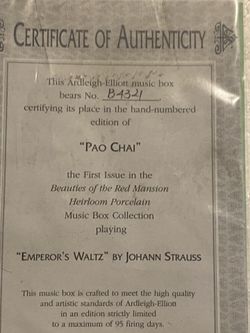 CERTIFICATE OF AUTHENTICITY
This Ardleigh-Elliott music box
bears No. B4321
certifying its place in the hand-numbered
edition of
"PAO CHAI"
the First Issue in the
Beauties of the Red Mansion
Heirloom Porcelain
Music Box Collection
playing
"EMPEROR'S WALTZ" BY JOHANN STRAUSS
This music box is crafted to meet the high quality
and artistic standards of Ardleigh-Elliott
in an edition strictly limited
to a maximum of 95 firing days.